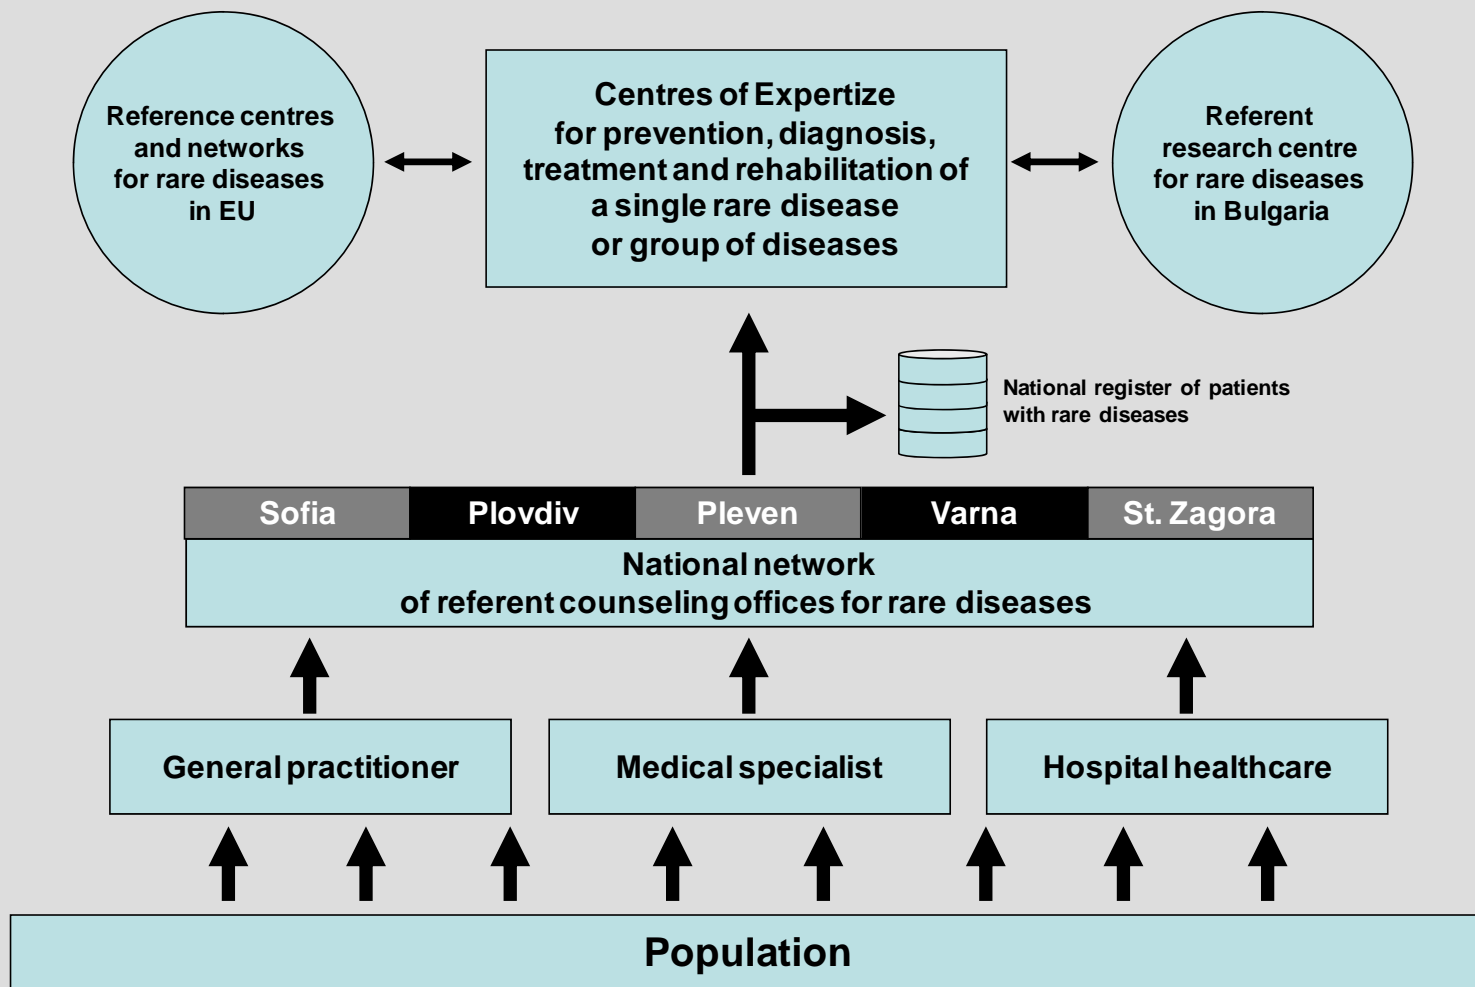 Reference centres
and networks
for rare diseases
in EU
Centres of Expertize
for prevention, diagnosis,
treatment and rehabilitation of
a single rare disease
or group of diseases
Referent
research centre
for rare diseases
in Bulgaria
National register of patients
with rare diseases
Sofia
Plovdiv
Pleven
Varna
St. Zagora
National network
of referent counseling offices for rare diseases
General practitioner
Medical specialist
Hospital healthcare
Population